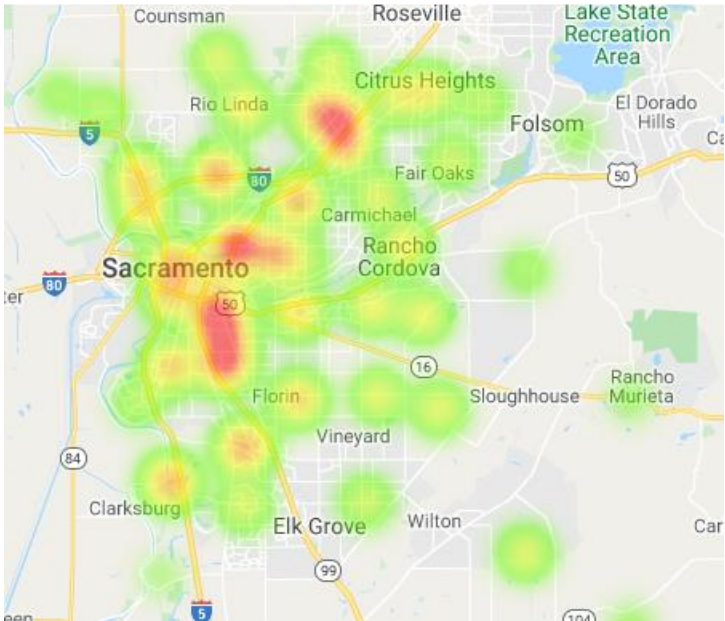 Counsman
Roseville
Lake State
Recreation
Area
Citrus Heights
Rio Linda
El Dorado
Hills
Folsom
5
80
Fair Oaks
50
Carmichael
Rancho
Cordova
Sacramento
80
50
16
Florin
Sloughhouse
Rancho
Murieta
Vineyard
84
Clarksburg
Elk Grove
Wilton
99
5
104